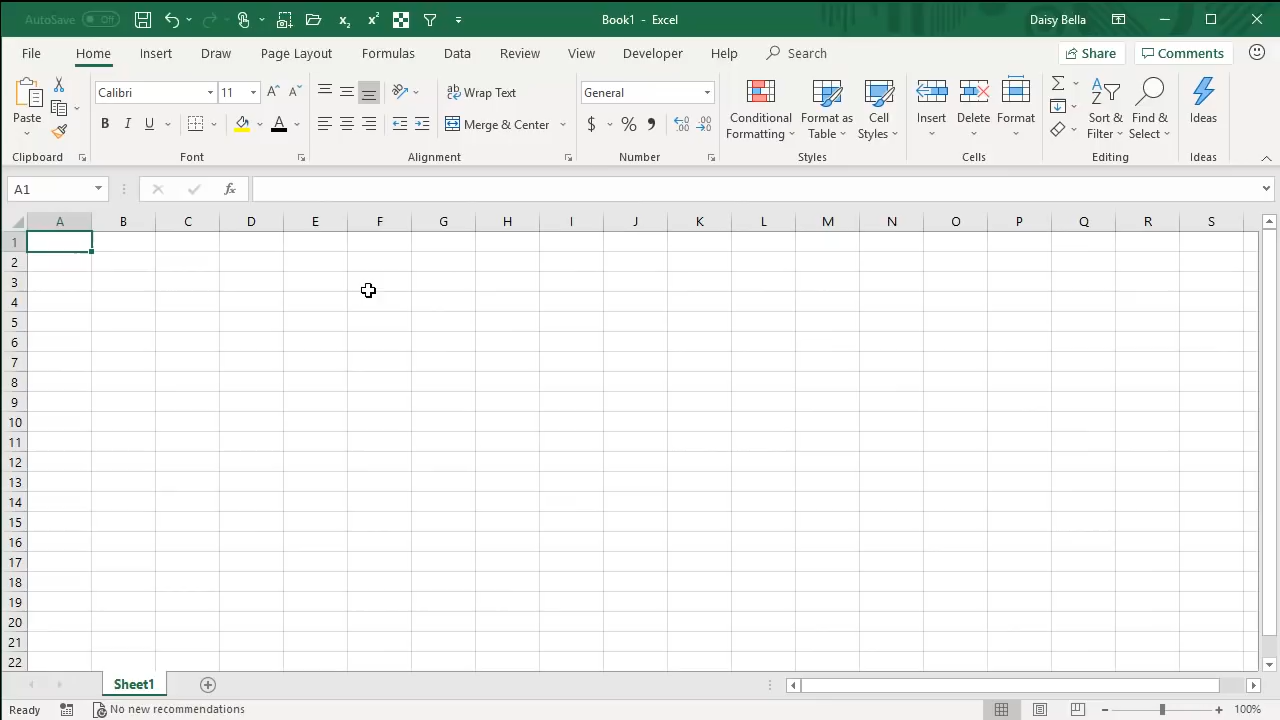 AutoSave Off Book1 - Excel Daisy Bella
File Home Insert Draw Page Layout Formulas Data Review View Developer Help Search Share Comments
Paste Calibri 11 Wrap Text General Conditional Formatting Format as Table Cell Styles Insert Delete Format Sort & Filter Find & Select Ideas
B I U A Merge & Center $ %
Clipboard Font Alignment Number Styles Cells Editing Ideas
A1 fx
A B C D E F G H I J K L M N O P Q R S
1
2
3
4
5
6
7
8
9
10
11
12
13
14
15
16
17
18
19
20
21
22
Sheet1
Ready No new recommendations 100%